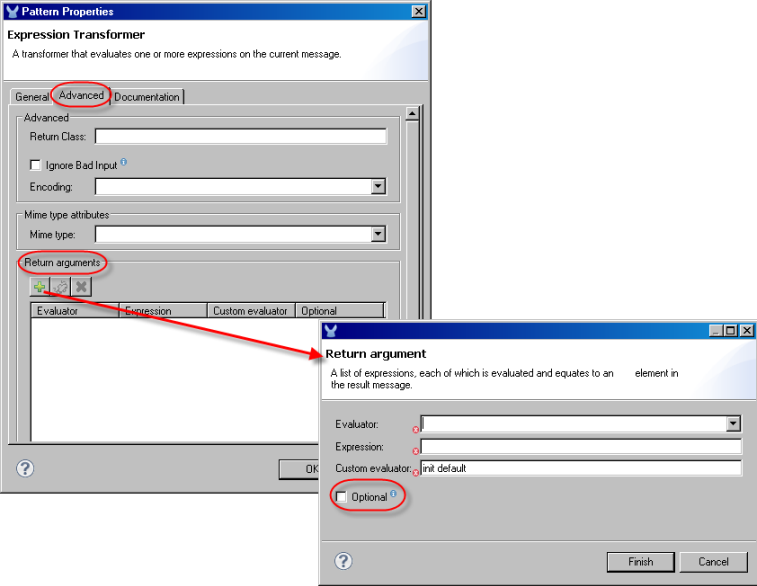 Pattern Properties
Expression Transformer
A transformer that evaluates one or more expressions on the current message.
General Advanced Documentation
Advanced
Return Class:
Ignore Bad Input
Encoding:
Mime type attributes
Mime type:
Return arguments
Evaluator Expression Custom evaluator Optional
OK
Return argument
A list of expressions, each of which is evaluated and equates to an element in
the result message.
Evaluator:
Expression:
Custom evaluator: init default
Optional
Finish Cancel